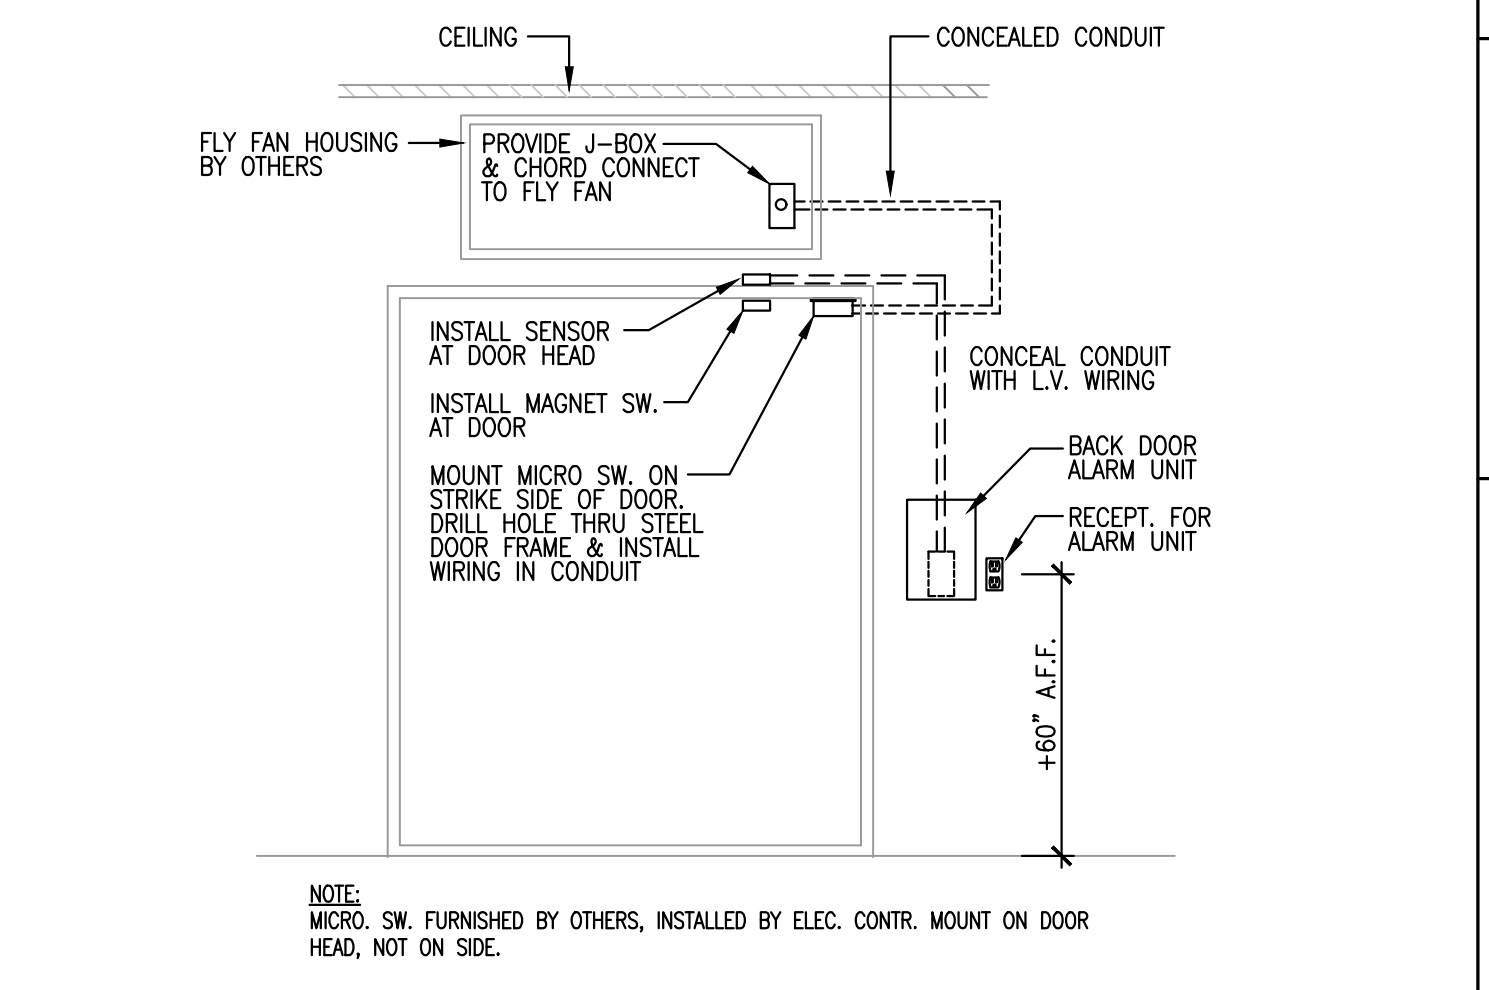 CEILING
CONCEALED CONDUIT
FLY FAN HOUSING
BY OTHERS
PROVIDE J-BOX
& CHORD CONNECT
TO FLY FAN
INSTALL SENSOR
AT DOOR HEAD
CONCEAL CONDUIT
WITH L.V. WIRING
INSTALL MAGNET SW.
AT DOOR
BACK DOOR
ALARM UNIT
MOUNT MICRO SW. ON
STRIKE SIDE OF DOOR.
DRILL HOLE THRU STEEL
DOOR FRAME & INSTALL
WIRING IN CONDUIT
RECEPT. FOR
ALARM UNIT
+60" A.F.F.
NOTE:
MICRO. SW. FURNISHED BY OTHERS, INSTALLED BY ELEC. CONTR. MOUNT ON DOOR
HEAD, NOT ON SIDE.